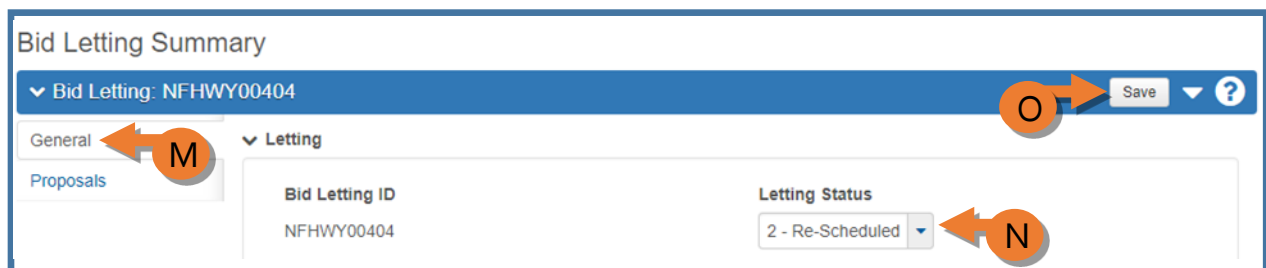 Bid Letting Summary
Bid Letting: NFHWY00404
O
Save
?
General
M
Letting
Proposals
Bid Letting ID
Letting Status
NFHWY00404
2 - Re-Scheduled
N